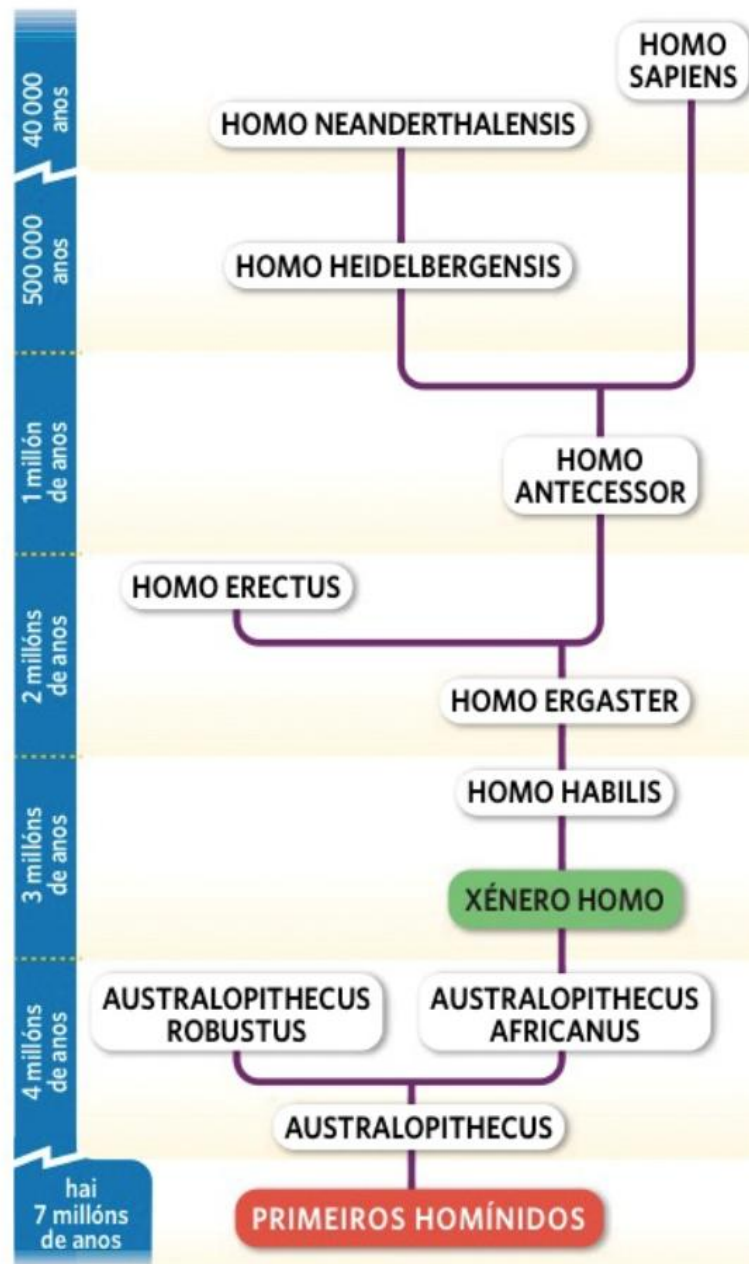 HOMO
SAPIENS
40 000
anos
HOMO NEANDERTHALENSIS
500 000
anos
HOMO HEIDELBERGENSIS
1 millón
de anos
HOMO
ANTECESSOR
2 millóns
de anos
HOMO ERECTUS
HOMO ERGASTER
3 millóns
de anos
HOMO HABILIS
XÉNERO HOMO
4 millóns
de anos
AUSTRALOPITHECUS
ROBUSTUS
AUSTRALOPITHECUS
AFRICANUS
AUSTRALOPITHECUS
hai
7 millóns
de anos
PRIMEIROS HOMÍNIDOS